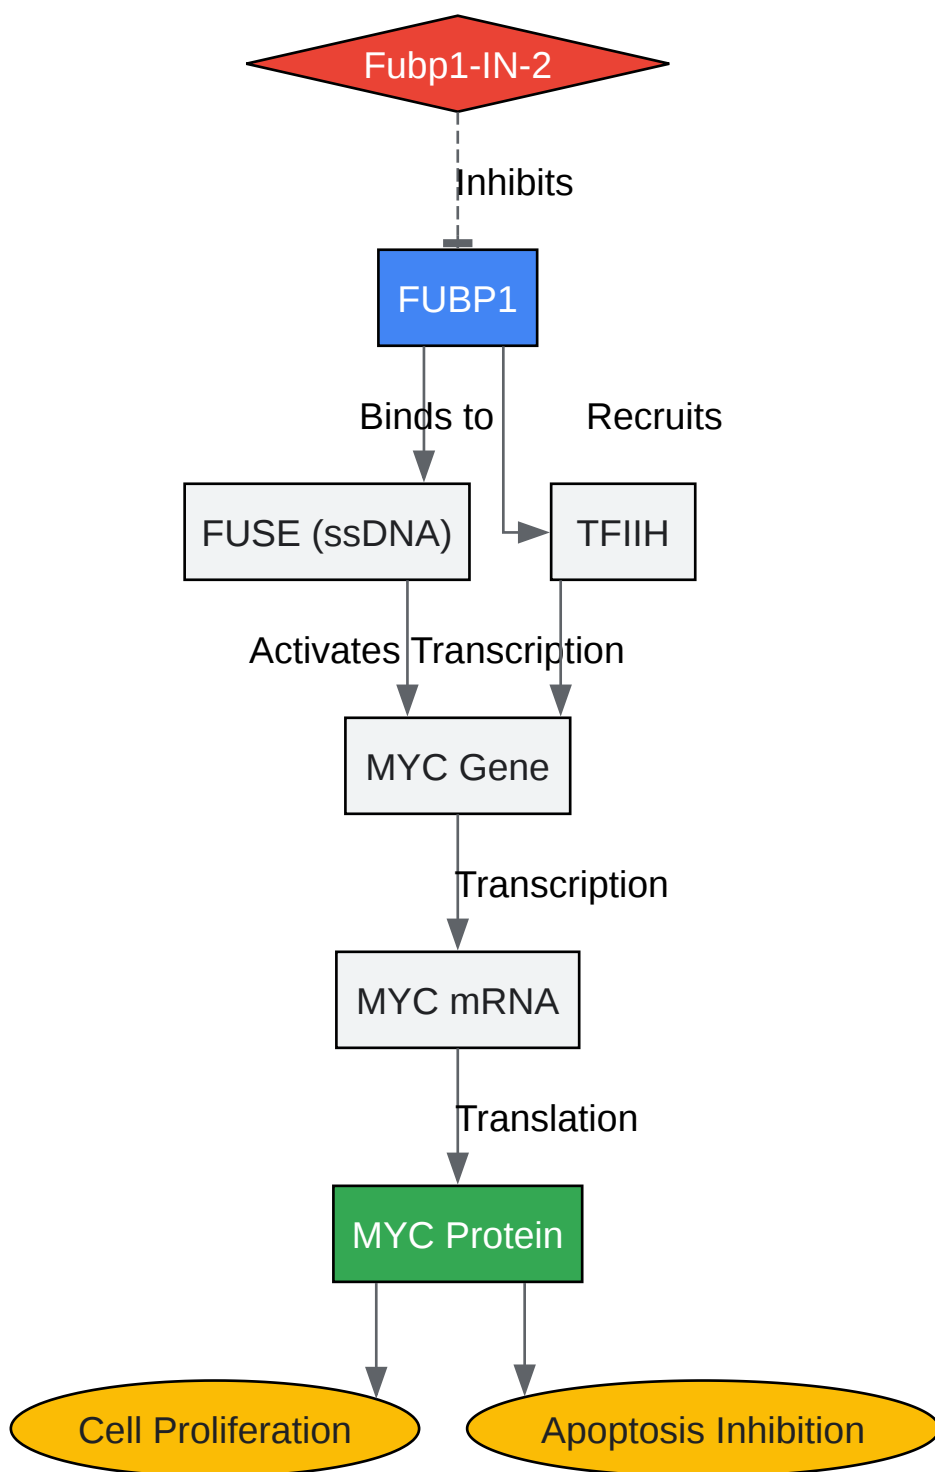 Fubp1-IN-2
Inhibits
FUBP1
Binds to
Recruits
FUSE (ssDNA)
TFIIH
Activates Transcription
MYC Gene
Transcription
MYC mRNA
Translation
MYC Protein
Cell Proliferation
Apoptosis Inhibition